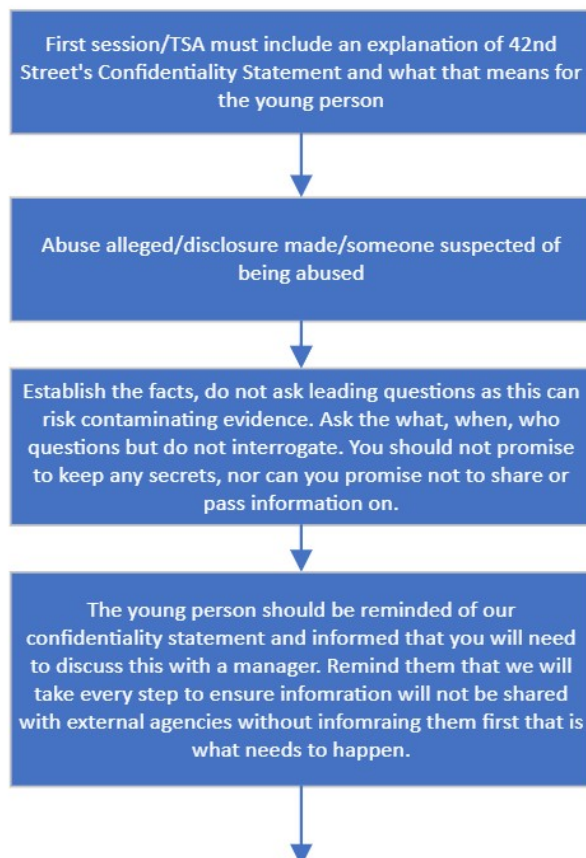 First session/TSA must include an explanation of 42nd
Street's Confidentiality Statement and what that means for
the young person
Abuse alleged/disclosure made/someone suspected of
being abused
Establish the facts, do not ask leading questions as this can
risk contaminating evidence. Ask the what, when, who
questions but do not interrogate. You should not promise
to keep any secrets, nor can you promise not to share or
pass information on.
The young person should be reminded of our
confidentiality statement and informed that you will need
to discuss this with a manager. Remind them that we will
take every step to ensure infomration will not be shared
with external agencies without infomraing them first that is
what needs to happen.